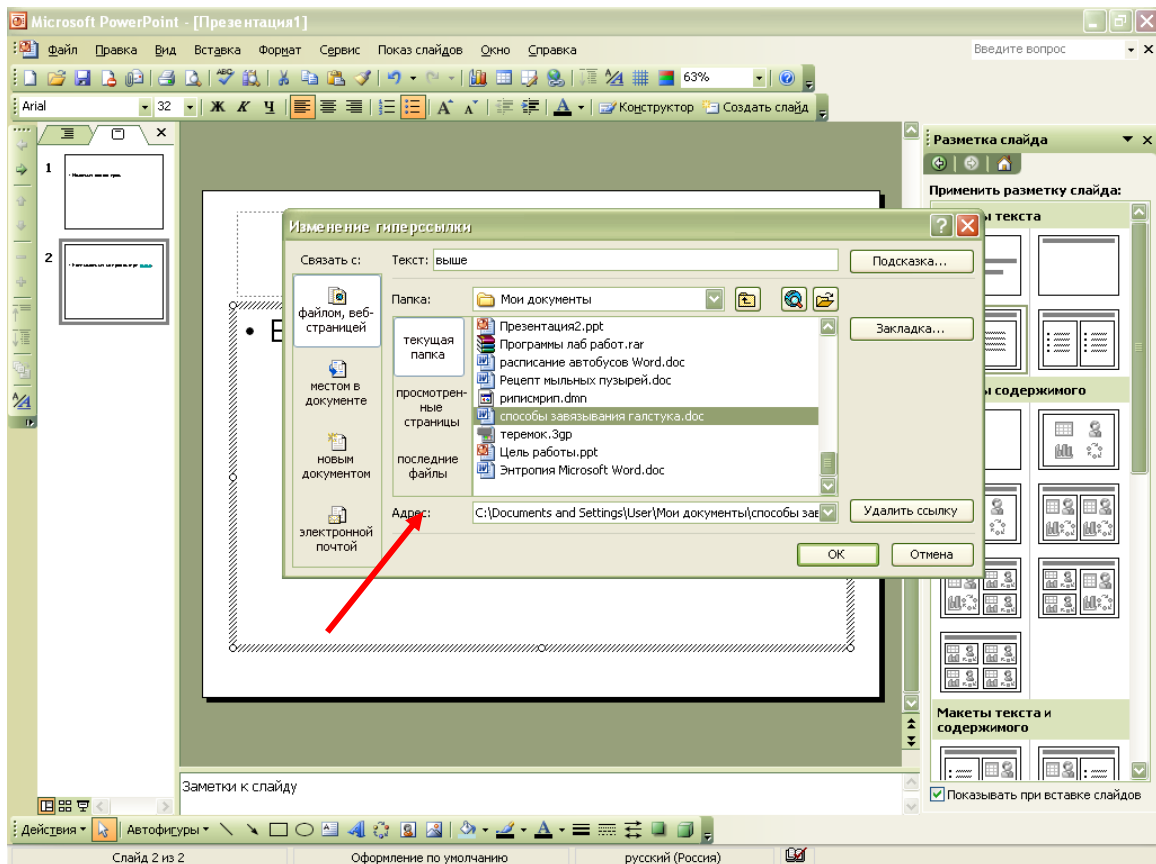 Microsoft PowerPoint - [Презентация1]
Файл Правка Вид Вставка Формат Сервис Показ слайдов Окно Справка Введите вопрос
63%
Arial 32 Ж К Ч Конструктор Создать слайд
Разметка слайда
Применить разметку слайда:
1
2
Изменение гиперссылки
Связать с: Текст: выше Подсказка...
файлом, веб-страницей
местом в документе
новым документом
электронной почтой
Папка: Мои документы
текущая папка
просмотрен-ные страницы
последние файлы
Презентация2.ppt
Программы лаб работ.rar
расписание автобусов Word.doc
Рецепт мыльных пузырей.doc
риписмрип.dmn
способы завязывания галстука.doc
теремок.3gp
Цель работы.ppt
Энтропия Microsoft Word.doc
Закладка...
Адрес: C:\Documents and Settings\User\Мои документы\способы зав
Удалить ссылку
ОК Отмена
ы текста
ы содержимого
Макеты текста и
содержимого
Показывать при вставке слайдов
Заметки к слайду
Действия Автофигуры
Слайд 2 из 2 Оформление по умолчанию русский (Россия)